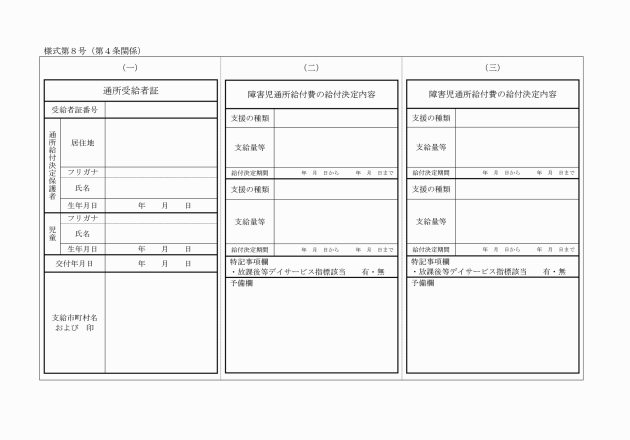 様式第８号（第４条関係）
（一）
通所受給者証
受給者証番号
通所給付決定保護者
居住地
フリガナ
氏名
生年月日
年　　月　　日
児童
フリガナ
氏名
生年月日
年　　月　　日
交付年月日
年　　月　　日
支給市町村名
および　印
（二）
障害児通所給付費の給付決定内容
支援の種類
支給量等
給付決定期間
年　月　日から　　年　月　日まで
支援の種類
支給量等
給付決定期間
年　月　日から　　年　月　日まで
特記事項欄
・放課後等デイサービス指標該当　　有・無
予備欄
（三）
障害児通所給付費の給付決定内容
支援の種類
支給量等
給付決定期間
年　月　日から　　年　月　日まで
支援の種類
支給量等
給付決定期間
年　月　日から　　年　月　日まで
特記事項欄
・放課後等デイサービス指標該当　　有・無
予備欄